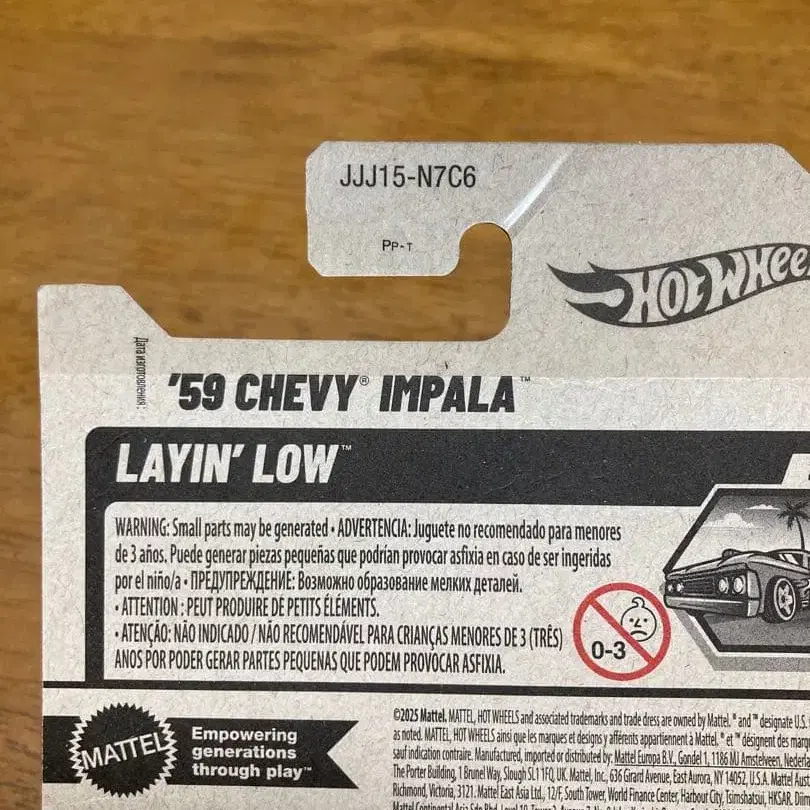 JJJ15-N7C6
PP-T
HOT WHEE
Дата изготовления:
'59 CHEVY® IMPALA™
LAYIN' LOW™
WARNING: Small parts may be generated • ADVERTENCIA: Juguete no recomendado para menores
de 3 años. Puede generar piezas pequeñas que podrían provocar asfixia en caso de ser ingeridas
por el niño/a • ПРЕДУПРЕЖДЕНИЕ: Возможно образование мелких деталей.
• ATTENTION : PEUT PRODUIRE DE PETITS ÉLÉMENTS.
• ATENÇÃO: NÃO INDICADO / NÃO RECOMENDÁVEL PARA CRIANÇAS MENORES DE 3 (TRÊS)
ANOS POR PODER GERAR PARTES PEQUENAS QUE PODEM PROVOCAR ASFIXIA.
0-3
MATTEL
Empowering
generations
through play™
©2025 Mattel. MATTEL, HOT WHEELS and associated trademarks and trade dress are owned by Mattel. ® and ™ designate U.S.
as noted. MATTEL, HOT WHEELS ainsi que les marques et designs y afférents appartiennent à Mattel. ® et ™ désignent des marq
sauf indication contraire. Manufactured, imported or distributed by: Mattel Europa B.V., Gondel 1, 1186 MJ Amstelveen, Nederla
The Porter Building, 1 Brunel Way, Slough SL1 1FQ, UK. Mattel, Inc., 636 Girard Avenue, East Aurora, NY 14052, U.S.A. Mattel Aust
Richmond, Victoria, 3121. Mattel East Asia Ltd., 12/F, South Tower, World Finance Center, Harbour City, Tsimshatsui, HKSAR,